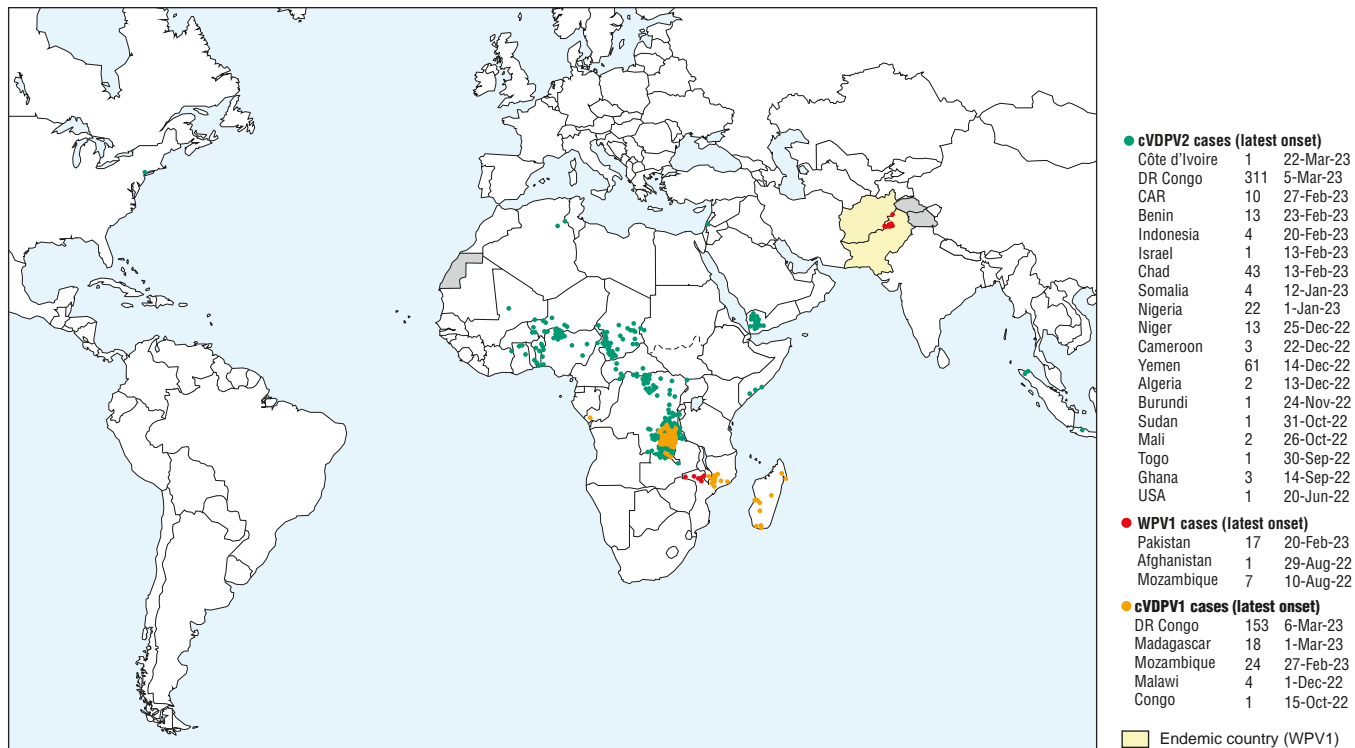 cVDPV2 cases (latest onset)
Côte d'Ivoire 1 22-Mar-23
DR Congo 311 5-Mar-23
CAR 10 27-Feb-23
Benin 13 23-Feb-23
Indonesia 4 20-Feb-23
Israel 1 13-Feb-23
Chad 43 13-Feb-23
Somalia 4 12-Jan-23
Nigeria 22 1-Jan-23
Niger 13 25-Dec-22
Cameroon 3 22-Dec-22
Yemen 61 14-Dec-22
Algeria 2 13-Dec-22
Burundi 1 24-Nov-22
Sudan 1 31-Oct-22
Mali 2 26-Oct-22
Togo 1 30-Sep-22
Ghana 3 14-Sep-22
USA 1 20-Jun-22
WPV1 cases (latest onset)
Pakistan 17 20-Feb-23
Afghanistan 1 29-Aug-22
Mozambique 7 10-Aug-22
cVDPV1 cases (latest onset)
DR Congo 153 6-Mar-23
Madagascar 18 1-Mar-23
Mozambique 24 27-Feb-23
Malawi 4 1-Dec-22
Congo 1 15-Oct-22
Endemic country (WPV1)